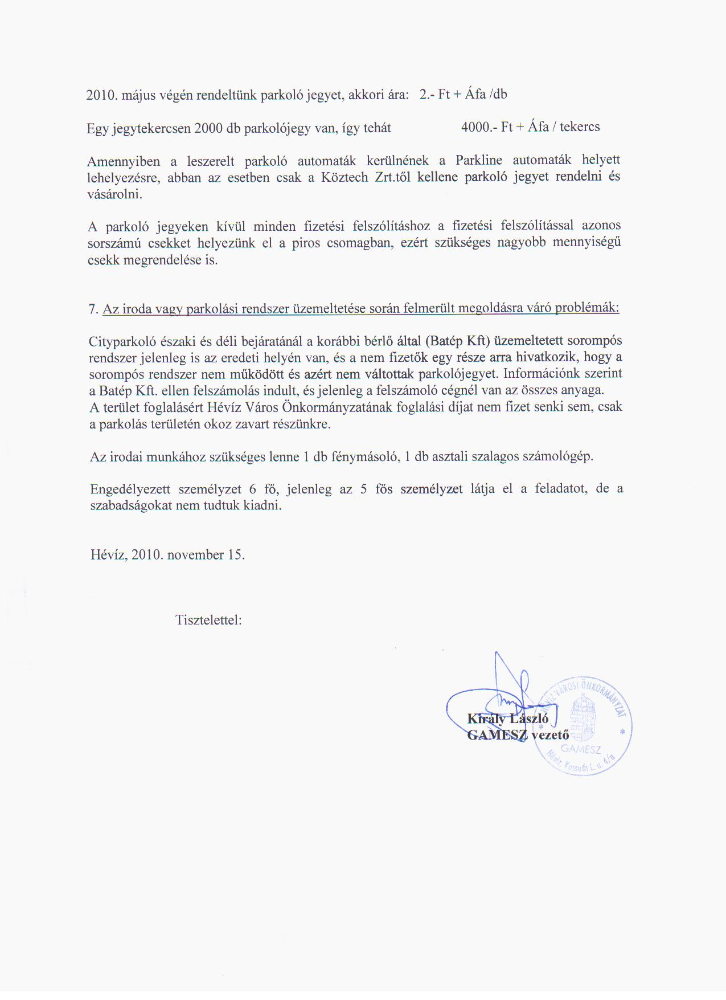 2010. május végén rendeltünk parkoló jegyet, akkori ára: 2.- Ft + Áfa /db
Egy jegytekercsen 2000 db parkolójegy van, így tehát 4000.- Ft + Áfa / tekercs
Amennyiben a leszerelt parkoló automaták kerülnének a Parkline automaták helyett
lehelyezésre, abban az esetben csak a Köztech Zrt.től kellene parkoló jegyet rendelni és
vásárolni.
A parkoló jegyeken kívül minden fizetési felszólításhoz a fizetési felszólítással azonos
sorszámú csekket helyezünk el a piros csomagban, ezért szükséges nagyobb mennyiségű
csekk megrendelése is.
7. Az iroda vagy parkolási rendszer üzemeltetése során felmerült megoldásra váró problémák:
Cityparkoló északi és déli bejáratánál a korábbi bérlő által (Batép Kft) üzemeltetett sorompós
rendszer jelenleg is az eredeti helyén van, és a nem fizetők egy része arra hivatkozik, hogy a
sorompós rendszer nem működött és azért nem váltottak parkolójegyet. Információnk szerint
a Batép Kft. ellen felszámolás indult, és jelenleg a felszámoló cégnél van az összes anyaga.
A terület foglalásért Hévíz Város Önkormányzatának foglalási díjat nem fizet senki sem, csak
a parkolás területén okoz zavart részünkre.
Az irodai munkához szükséges lenne 1 db fénymásoló, 1 db asztali szalagos számológép.
Engedélyezett személyzet 6 fő, jelenleg az 5 fős személyzet látja el a feladatot, de a
szabadságokat nem tudtuk kiadni.
Hévíz, 2010. november 15.
Tisztelettel:
Király László
GAMESZ vezető
HÉVÍZ VÁROSI ÖNKORMÁNYZAT
GAMESZ
Hévíz, Kossuth L. u. 4/a